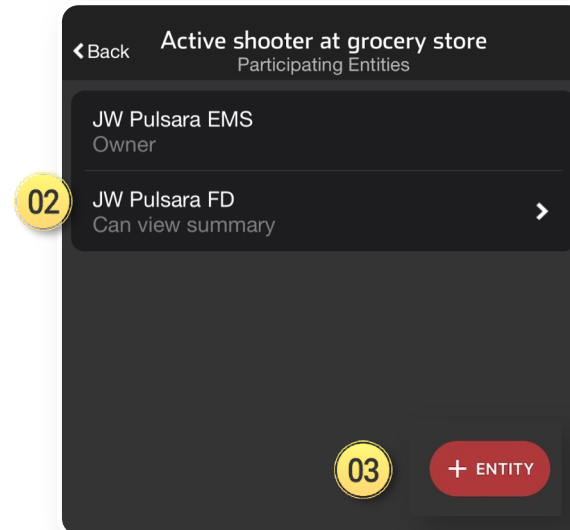 Back
Active shooter at grocery store
Participating Entities
JW Pulsara EMS
Owner
02
JW Pulsara FD
Can view summary
03
+ ENTITY